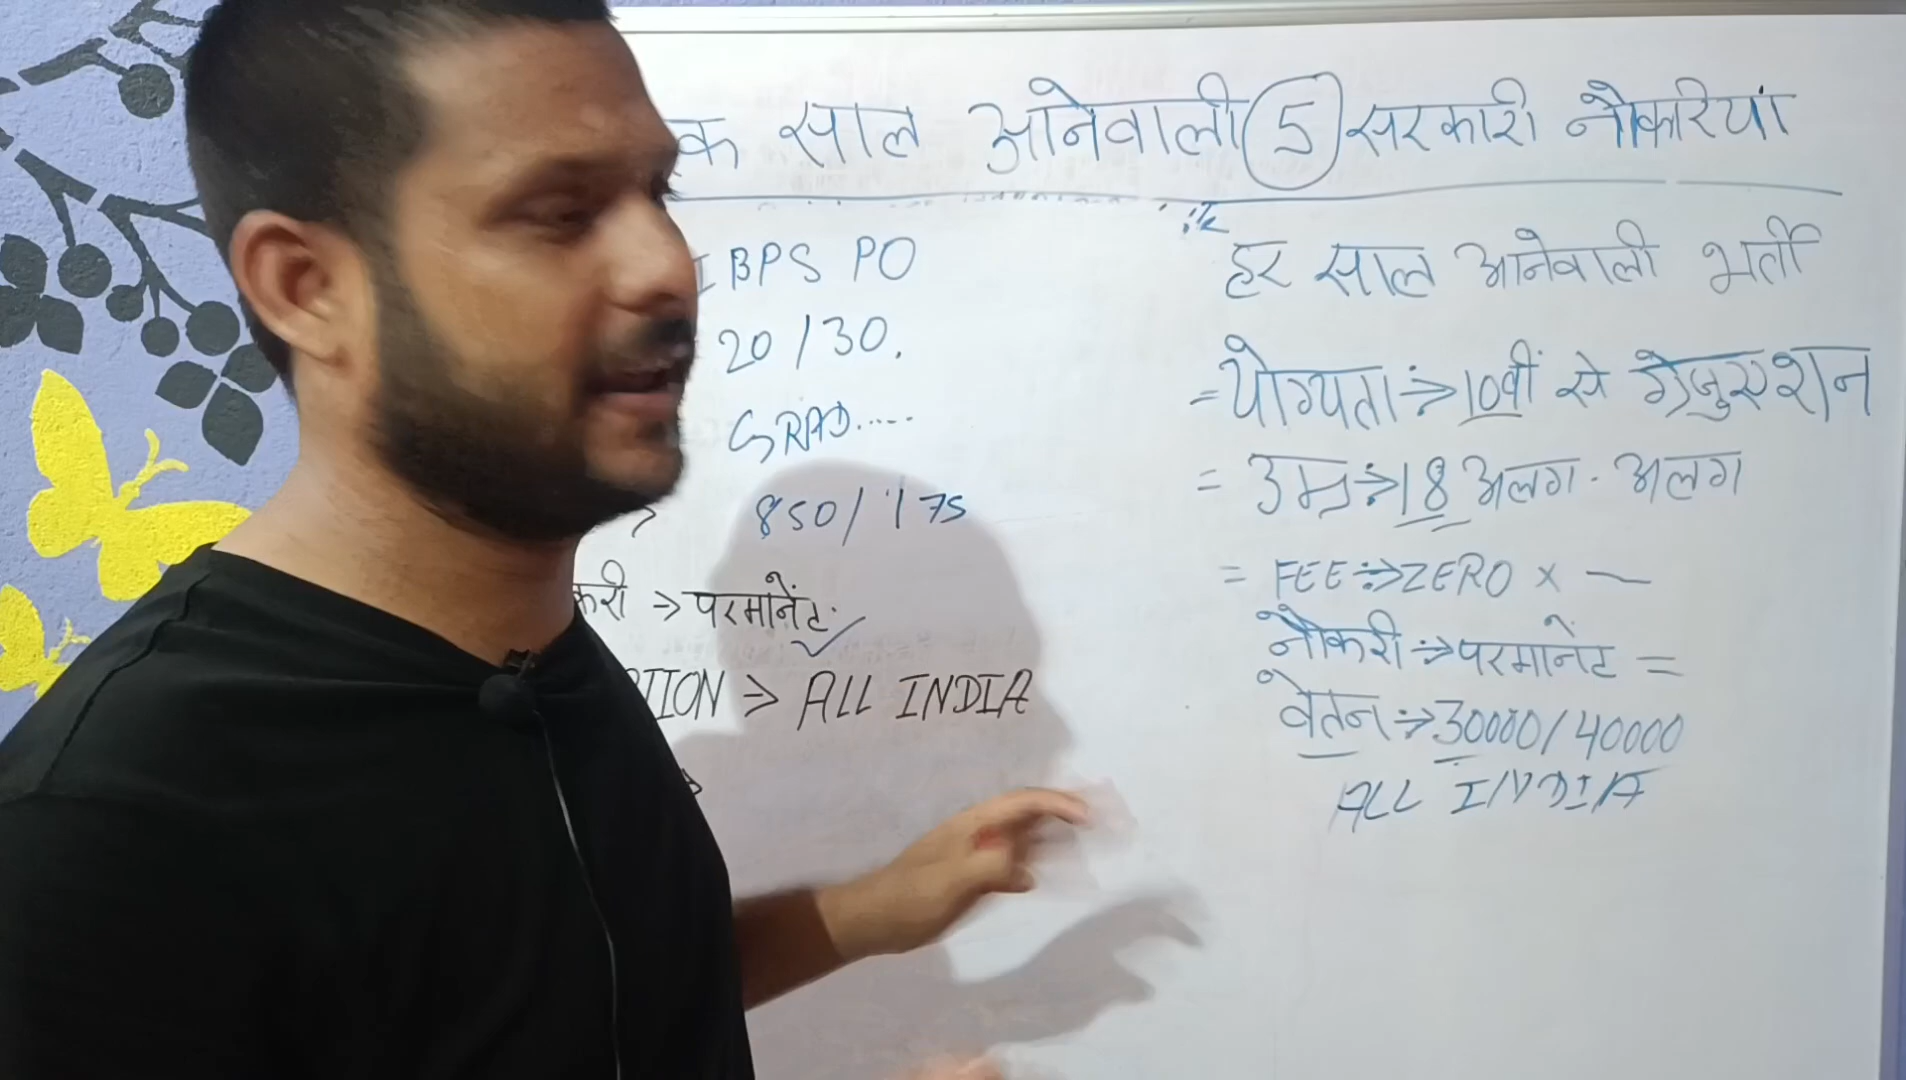 क साल आनेवाली 5 सरकारी नौकरियां
IBPS PO
20/30.
GRAD.....
850/175
करी → परमानेंट.
TION ⇒ ALL INDIA
हर साल आनेवाली भर्ती
= योग्यता ÷> 10वीं से ग्रेजुएशन
= उम्र ÷> 18 अलग - अलग
= FEE ÷> ZERO × —
नौकरी ÷> परमानेंट =
वेतन ÷> 30000/40000
ALL INDIA